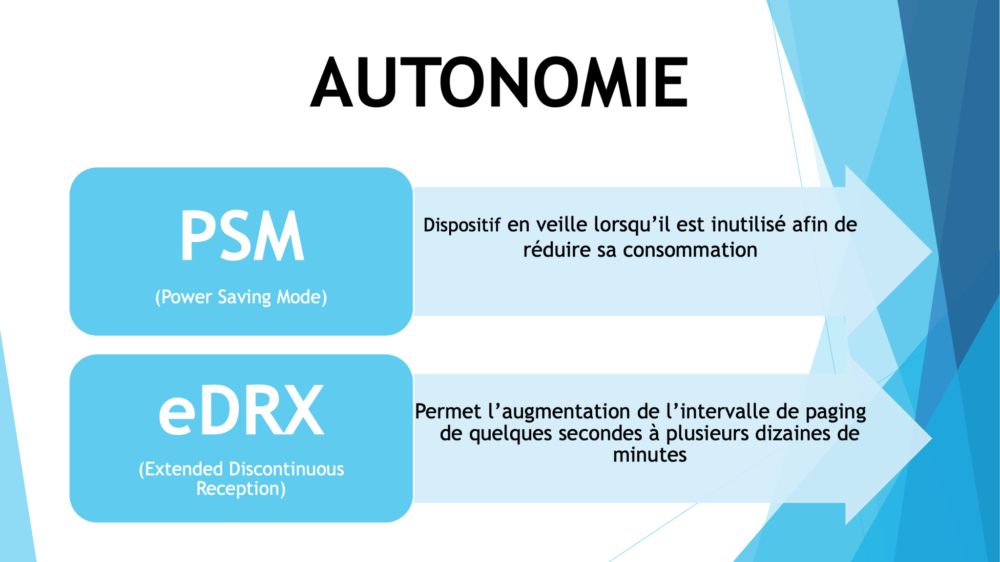 AUTONOMIE
PSM
(Power Saving Mode)
Dispositif en veille lorsqu’il est inutilisé afin de
réduire sa consommation
eDRX
(Extended Discontinuous
Reception)
Permet l’augmentation de l’intervalle de paging
de quelques secondes à plusieurs dizaines de
minutes